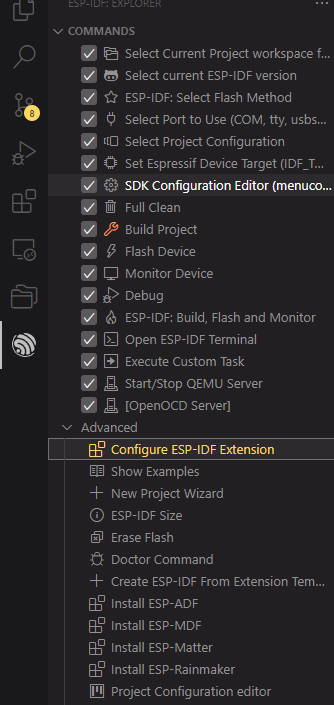 ESP-IDF: EXPLORER
COMMANDS
Select Current Project workspace f...
Select current ESP-IDF version
8
ESP-IDF: Select Flash Method
Select Port to Use (COM, tty, usbs...
Select Project Configuration
Set Espressif Device Target (IDF_T...
SDK Configuration Editor (menuco...
Full Clean
Build Project
Flash Device
Monitor Device
Debug
ESP-IDF: Build, Flash and Monitor
Open ESP-IDF Terminal
Execute Custom Task
Start/Stop QEMU Server
[OpenOCD Server]
Advanced
Configure ESP-IDF Extension
Show Examples
New Project Wizard
ESP-IDF Size
Erase Flash
Doctor Command
Create ESP-IDF From Extension Tem...
Install ESP-ADF
Install ESP-MDF
Install ESP-Matter
Install ESP-Rainmaker
Project Configuration editor